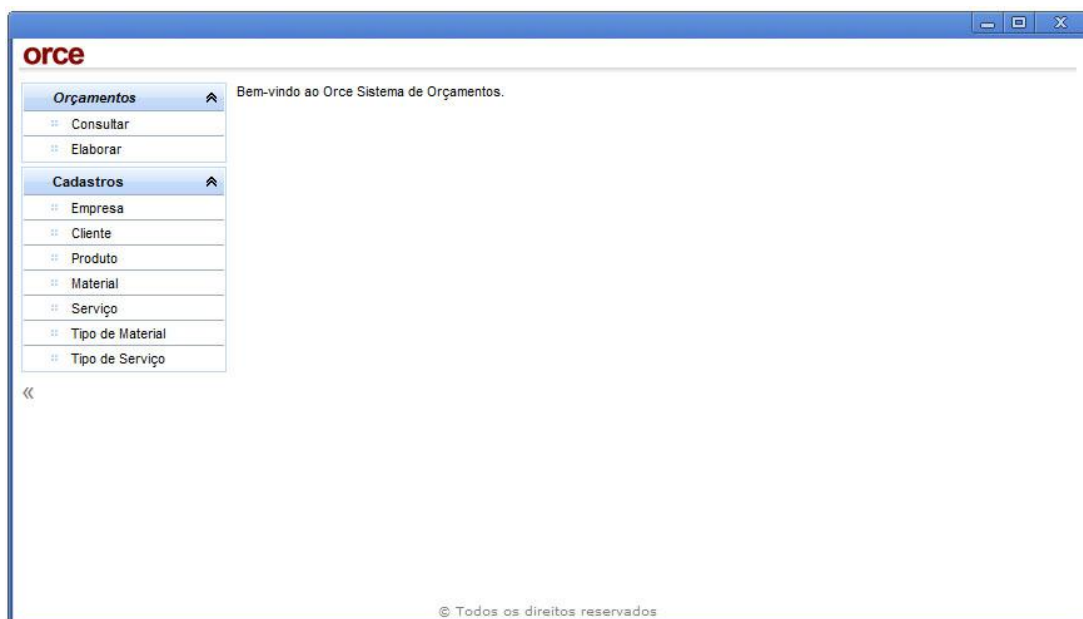 orce
Orçamentos
Consultar
Elaborar
Cadastros
Empresa
Cliente
Produto
Material
Serviço
Tipo de Material
Tipo de Serviço
«
Bem-vindo ao Orce Sistema de Orçamentos.
© Todos os direitos reservados